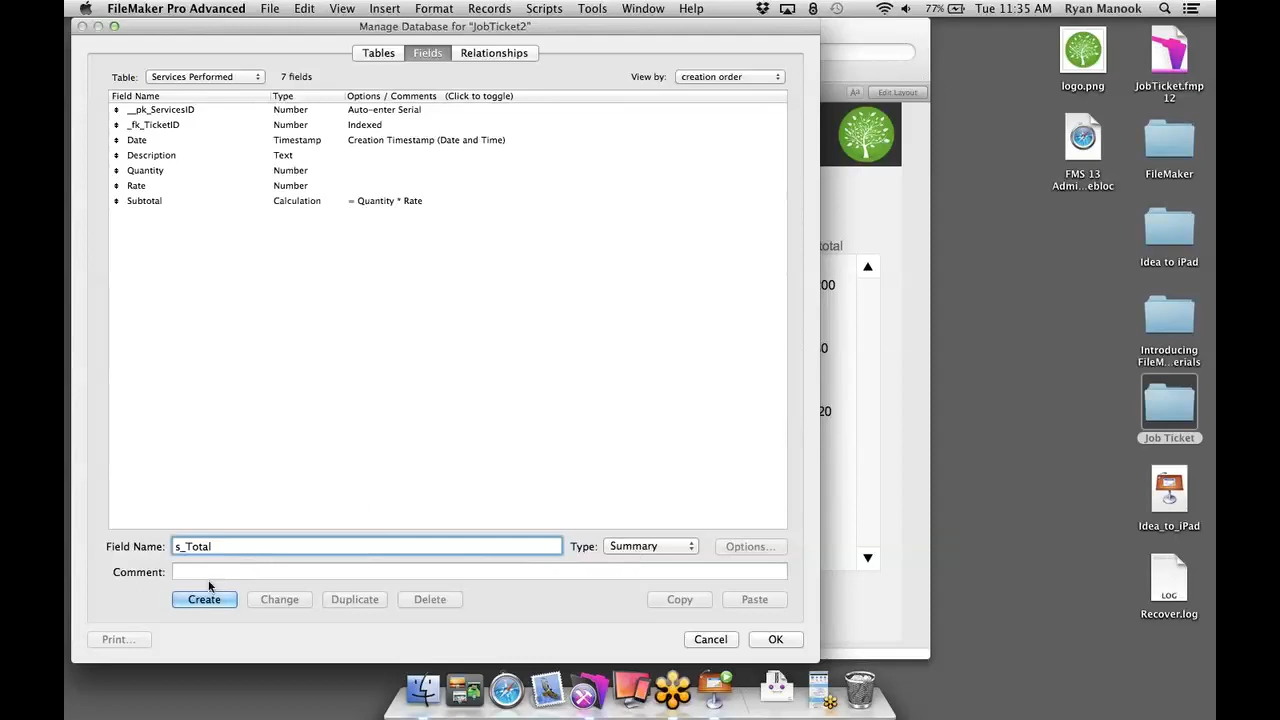 FileMaker Pro Advanced File Edit View Insert Format Records Scripts Tools Window Help 77% Tue 11:35 AM Ryan Manook
Manage Database for "JobTicket2"
Tables Fields Relationships
Table: Services Performed 7 fields View by: creation order
Field Name Type Options / Comments (Click to toggle)
__pk_ServicesID Number Auto-enter Serial
_fk_TicketID Number Indexed
Date Timestamp Creation Timestamp (Date and Time)
Description Text
Quantity Number
Rate Number
Subtotal Calculation = Quantity * Rate
Field Name: s_Total Type: Summary Options...
Comment:
Create Change Duplicate Delete Copy Paste
Print... Cancel OK
Edit Layout
total
00
0
20
logo.png
JobTicket.fmp
12
FMS 13
Admi...ebloc
FileMaker
Idea to iPad
Introducing
FileM...erials
Job Ticket
Idea_to_iPad
LOG
Recover.log